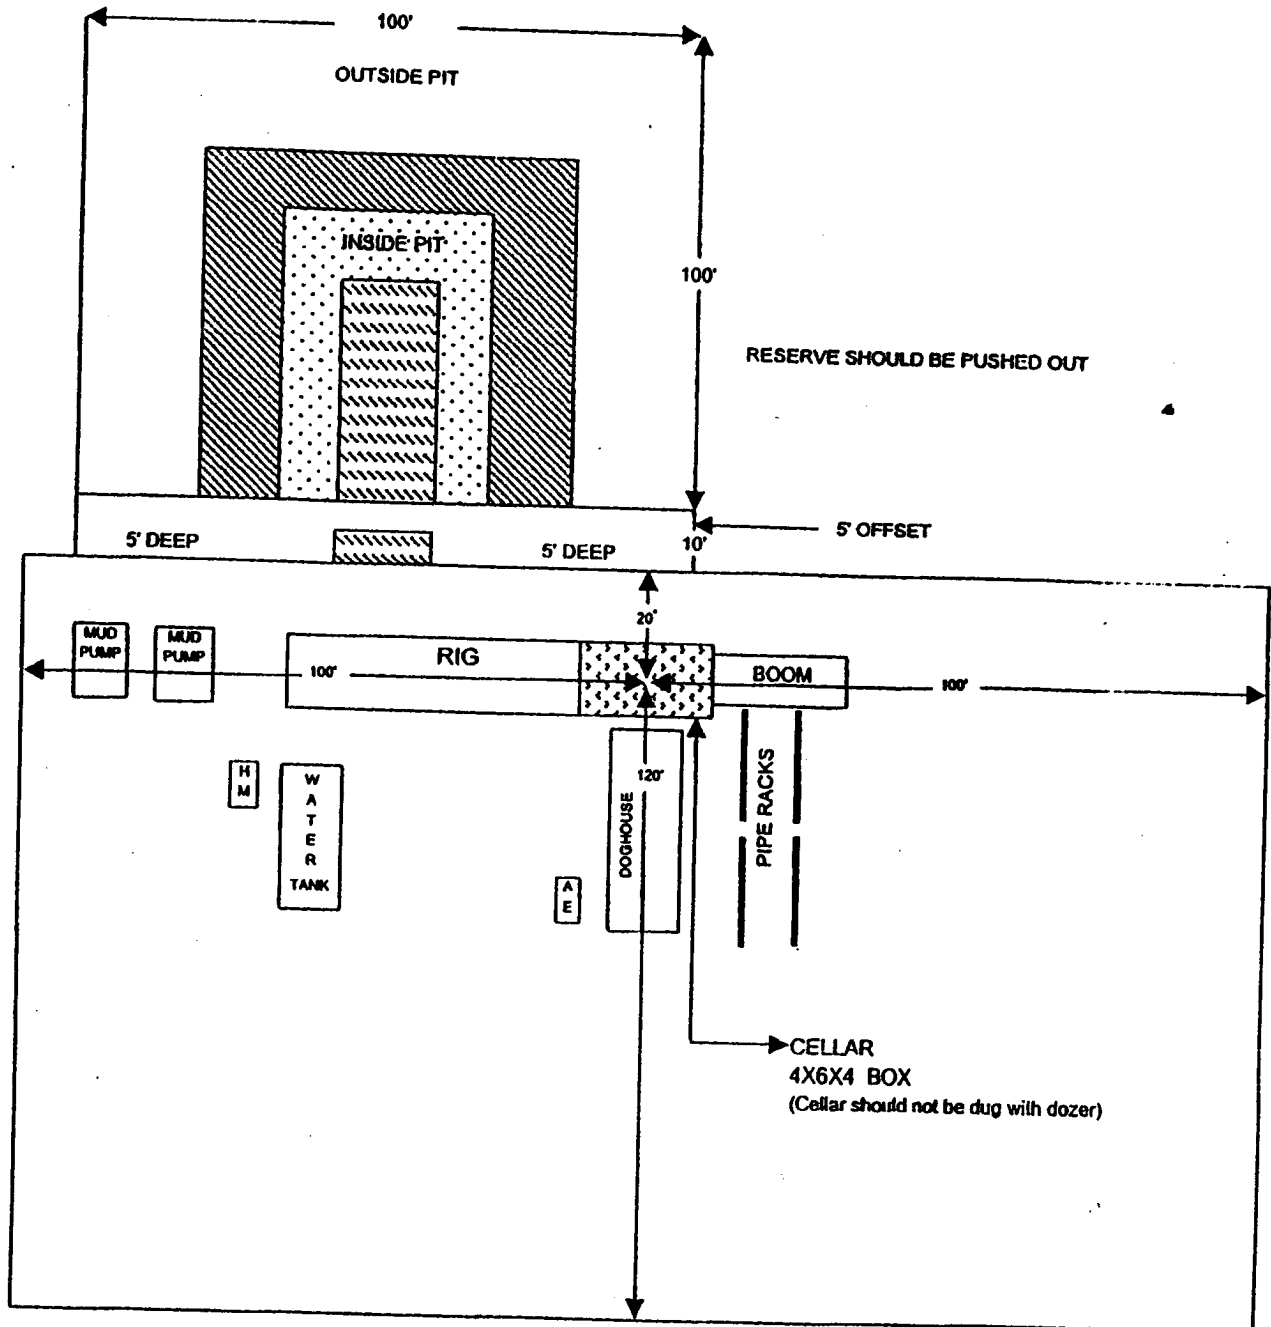 100'
OUTSIDE PIT
INSIDE PIT
100'
RESERVE SHOULD BE PUSHED OUT
5' DEEP
5' DEEP
10'
5' OFFSET
20'
MUD
PUMP
MUD
PUMP
RIG
100'
BOOM
100'
H
M
W
A
T
E
R
TANK
120'
DOGHOUSE
PIPE RACKS
A
E
CELLAR
4X6X4 BOX
(Cellar should not be dug with dozer)